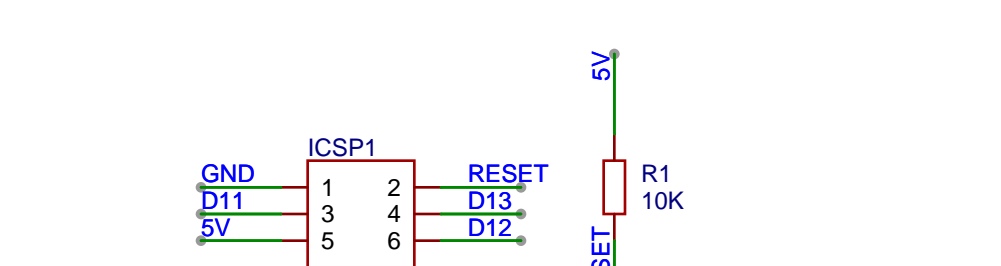 5V
ICSP1
GND 1 2 RESET
D11 3 4 D13
5V 5 6 D12
R1
10K